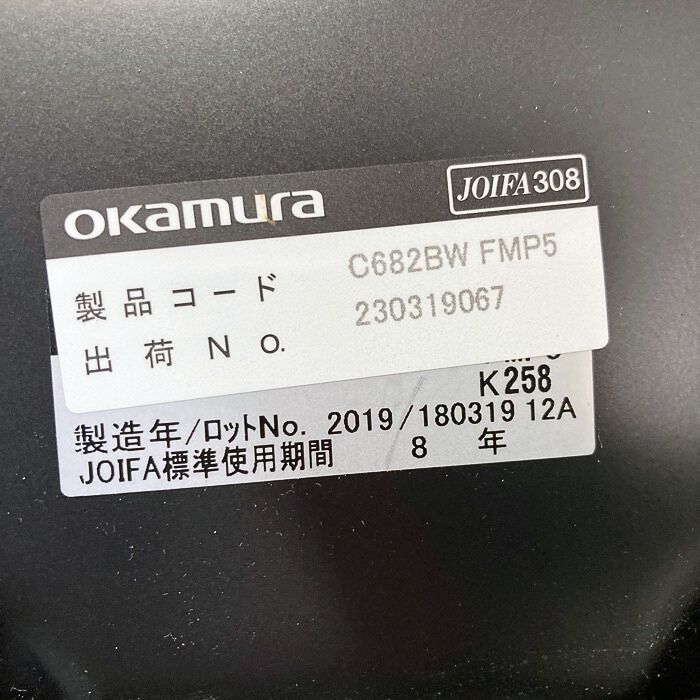 okamura
JOIFA308
製品コード C682BW FMP5
出荷No. 230319067
K258
製造年/ロットNo. 2019/180319 12A
JOIFA標準使用期間 8 年